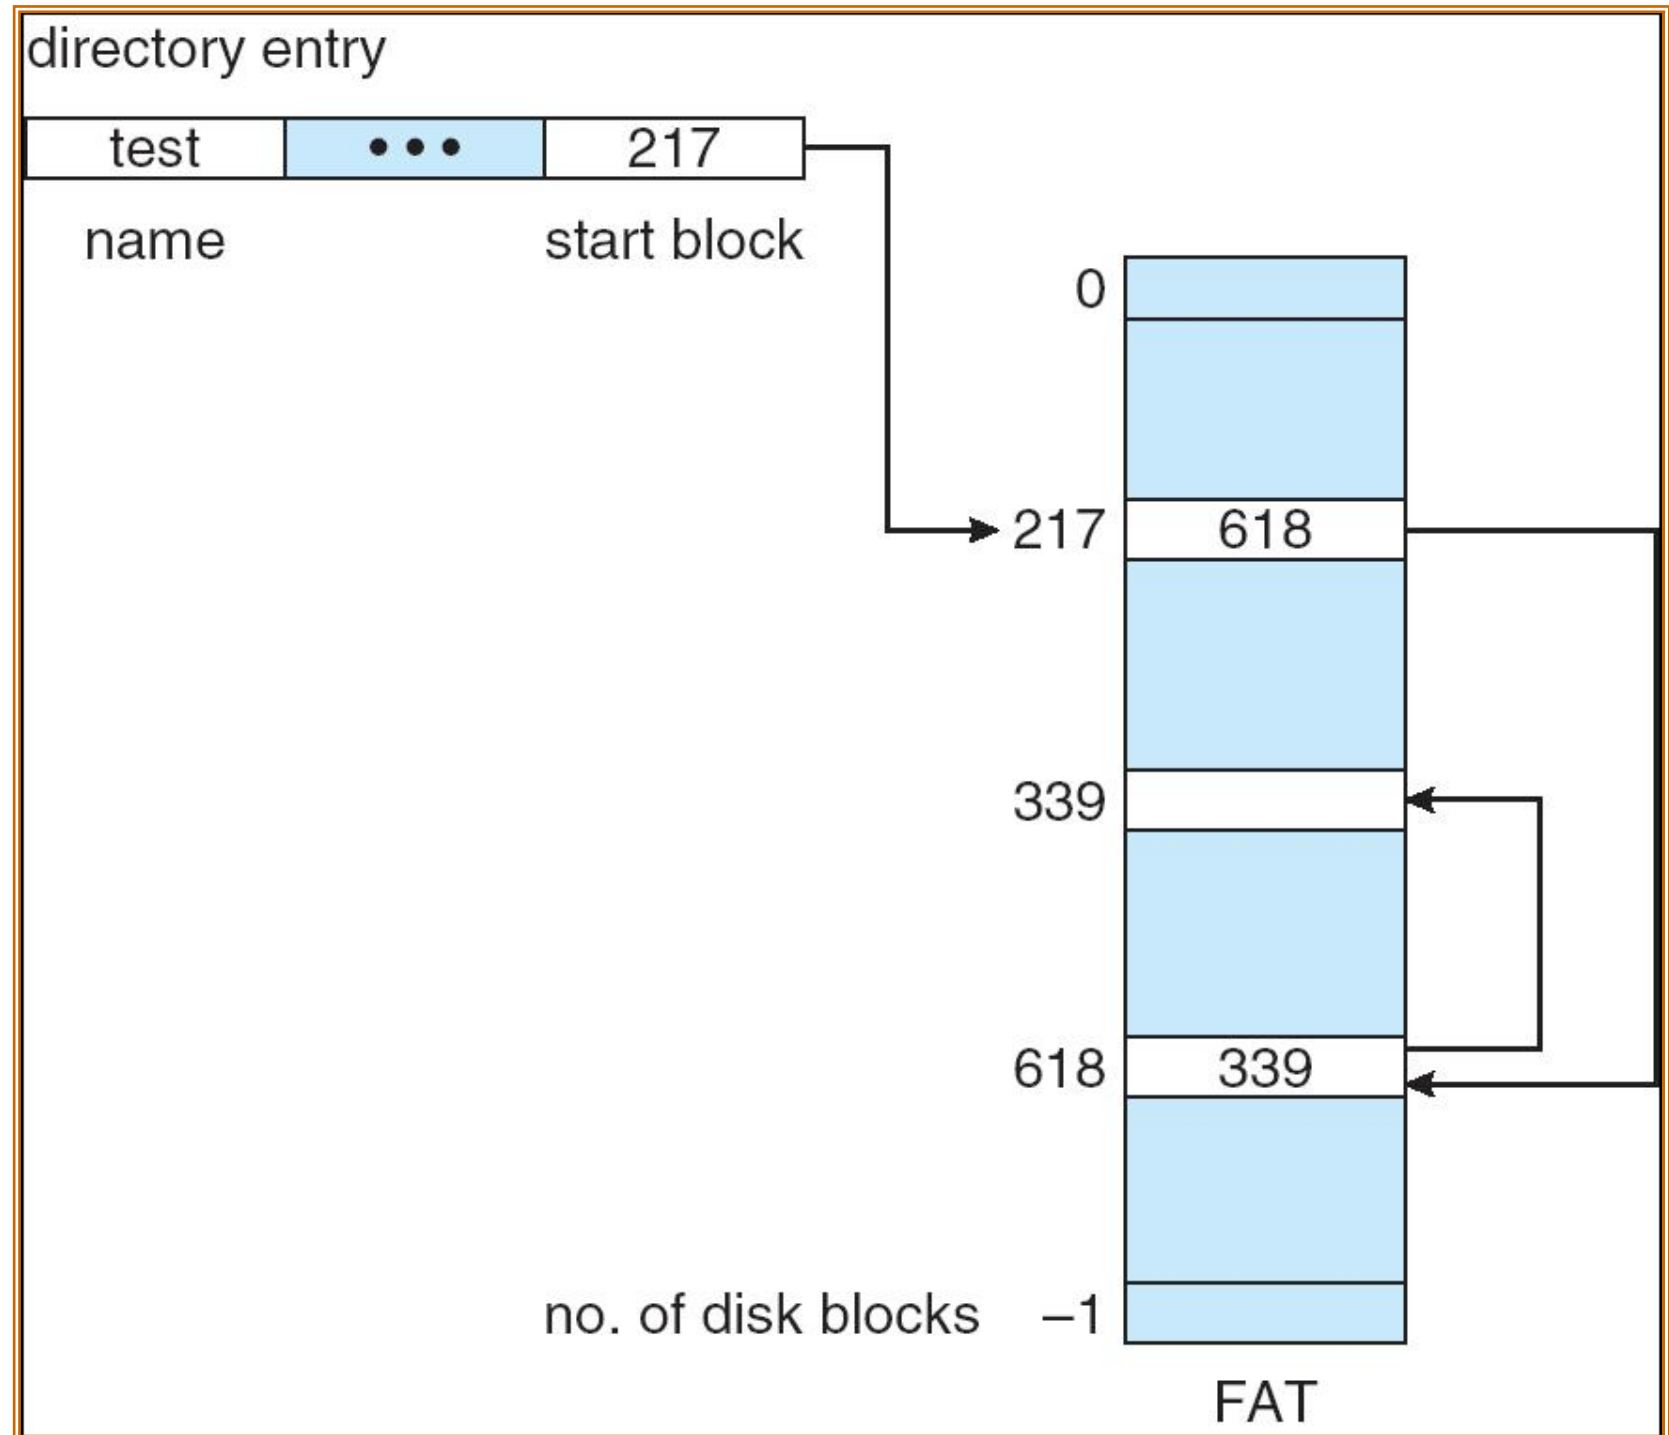 directory entry
test ••• 217
name start block
0
217 618
339
618 339
no. of disk blocks –1
FAT